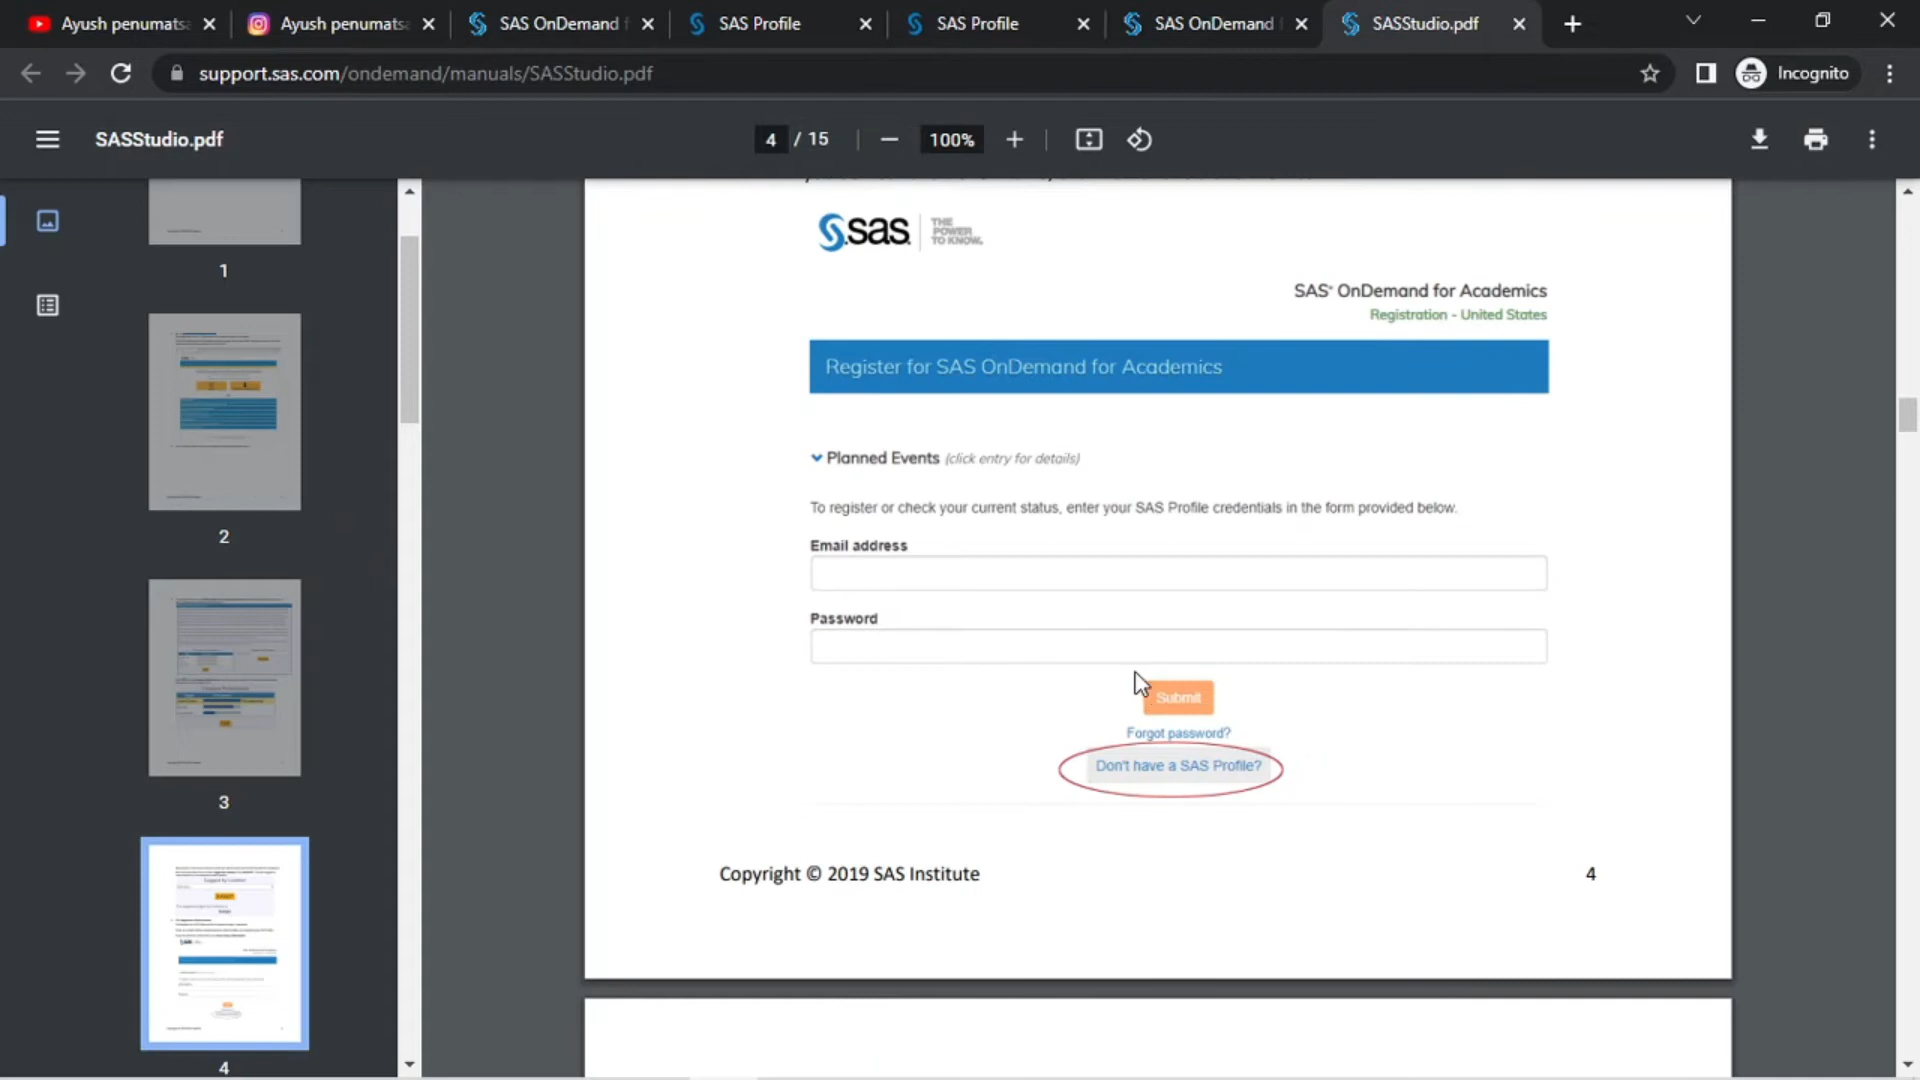 Ayush penumats
Ayush penumats
SAS OnDemand f
SAS Profile
SAS Profile
SAS OnDemand
SASStudio.pdf
support.sas.com/ondemand/manuals/SASStudio.pdf
Incognito
SASStudio.pdf
4 / 15
100%
1
2
3
4
sas
THE
POWER
TO KNOW.
SAS® OnDemand for Academics
Registration - United States
Register for SAS OnDemand for Academics
Planned Events (click entry for details)
To register or check your current status, enter your SAS Profile credentials in the form provided below.
Email address
Password
Submit
Forgot password?
Don't have a SAS Profile?
Copyright © 2019 SAS Institute
4